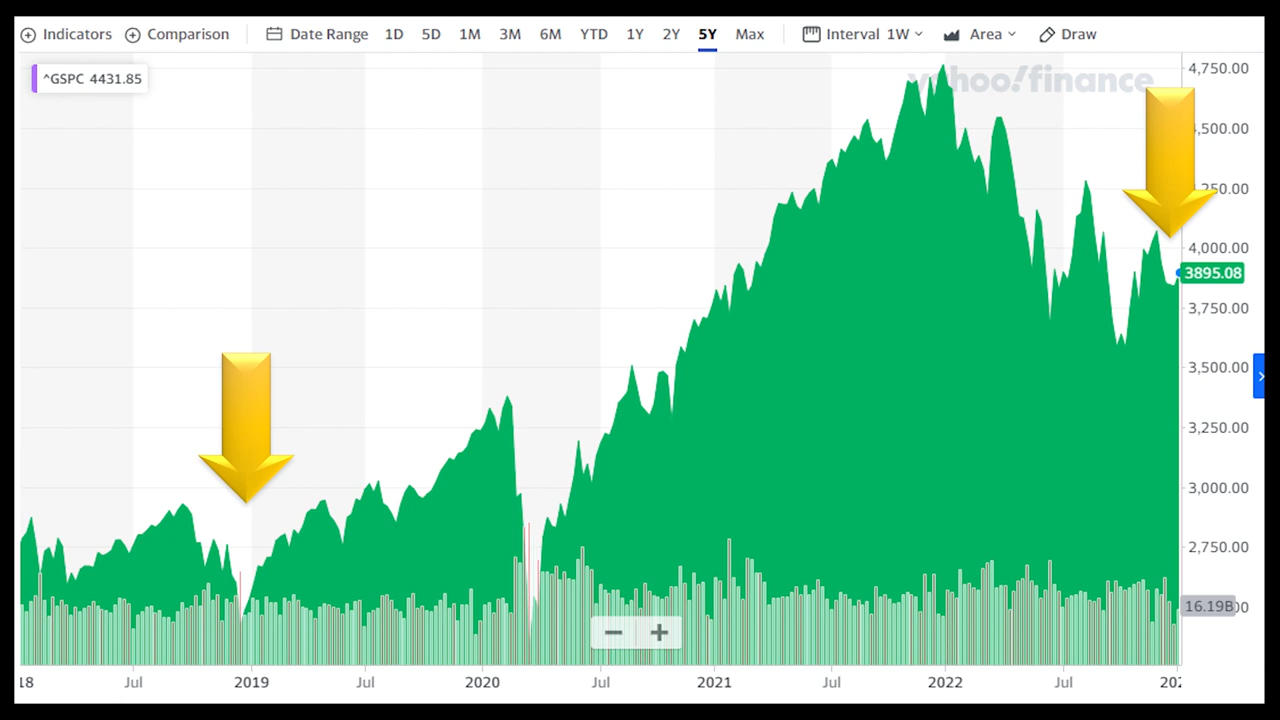 Indicators Comparison Date Range 1D 5D 1M 3M 6M YTD 1Y 2Y 5Y Max Interval 1W Area Draw
^GSPC 4431.85
yahoo!finance
4,750.00
,500.00
,250.00
4,000.00
3895.08
3,750.00
3,500.00
3,250.00
3,000.00
2,750.00
16.19B
− +
18 Jul 2019 Jul 2020 Jul 2021 Jul 2022 Jul 202